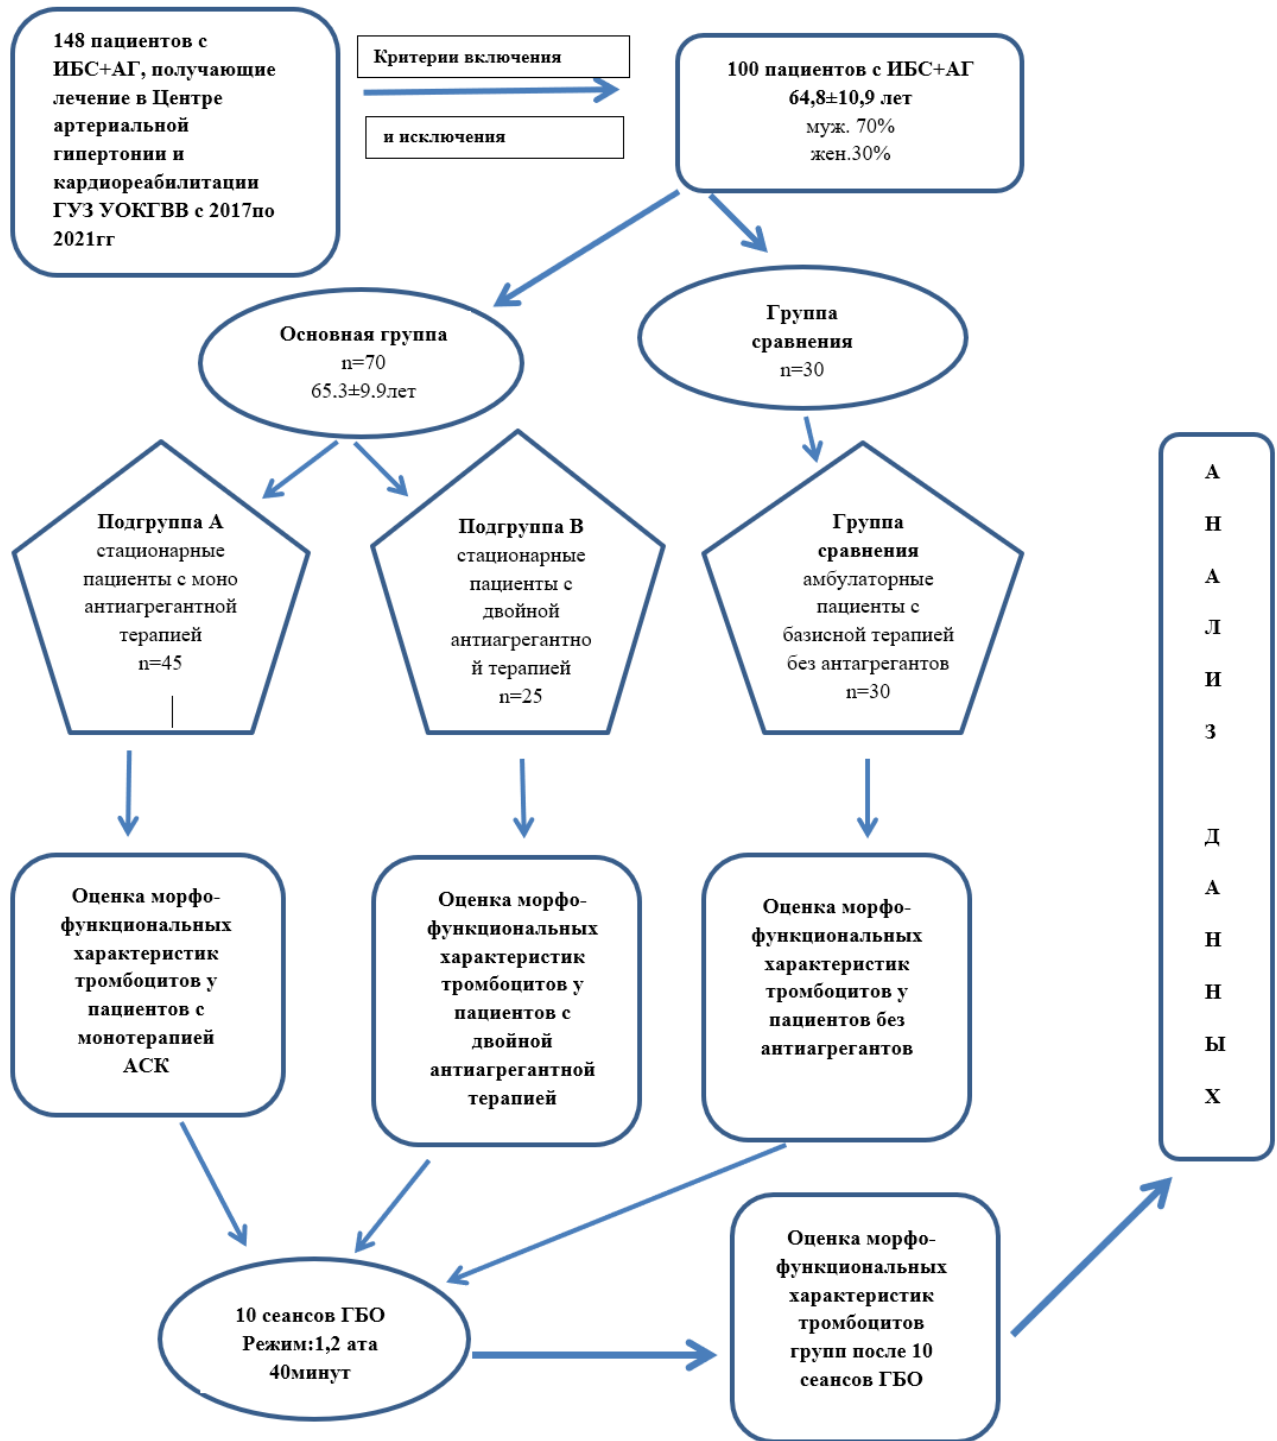 148 пациентов с
ИБС+АГ, получающие
лечение в Центре
артериальной
гипертонии и
кардиореабилитации
ГУЗ УОКГВВ с 2017по
2021гг
Критерии включения
и исключения
100 пациентов с ИБС+АГ
64,8±10,9 лет
муж. 70%
жен.30%
Основная группа
n=70
65.3±9.9лет
Группа
сравнения
n=30
Подгруппа А
стационарные
пациенты с моно
антиагрегантной
терапией
n=45
Подгруппа В
стационарные
пациенты с
двойной
антиагрегантно
й терапией
n=25
Группа
сравнения
амбулаторные
пациенты с
базисной терапией
без антагрегантов
n=30
Оценка морфо-
функциональных
характеристик
тромбоцитов у
пациентов с
монотерапией
АСК
Оценка морфо-
функциональных
характеристик
тромбоцитов у
пациентов с
двойной
антиагрегантной
терапией
Оценка морфо-
функциональных
характеристик
тромбоцитов у
пациентов без
антиагрегантов
10 сеансов ГБО
Режим:1,2 ата
40минут
Оценка морфо-
функциональных
характеристик
тромбоцитов
групп после 10
сеансов ГБО
А
Н
А
Л
И
З
Д
А
Н
Н
Ы
Х